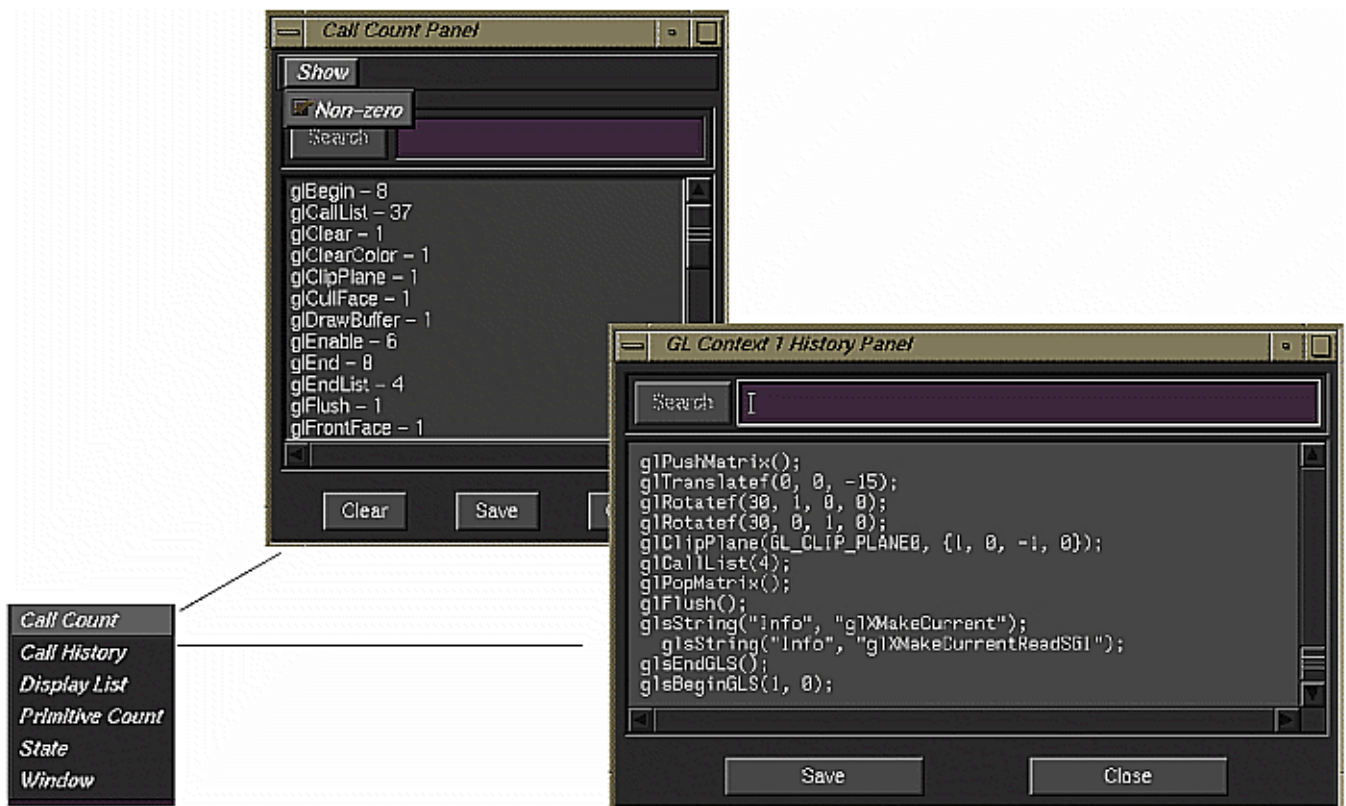 Call Count Panel
Show
Non-zero
Search
glBegin – 8
glCallList – 37
glClear – 1
glClearColor – 1
glClipPlane – 1
glCullFace – 1
glDrawBuffer – 1
glEnable – 6
glEnd – 8
glEndList – 4
glFlush – 1
glFrontFace – 1
Clear Save
GL Context 1 History Panel
Search
glPushMatrix();
glTranslatef(0, 0, -15);
glRotatef(30, 1, 0, 0);
glRotatef(30, 0, 1, 0);
glClipPlane(GL_CLIP_PLANE0, {1, 0, -1, 0});
glCallList(4);
glPopMatrix();
glFlush();
glsString("Info", "glXMakeCurrent");
glsString("Info", "glXMakeCurrentReadSGI");
glsEndGLS();
glsBeginGLS(1, 0);
Save Close
Call Count
Call History
Display List
Primitive Count
State
Window